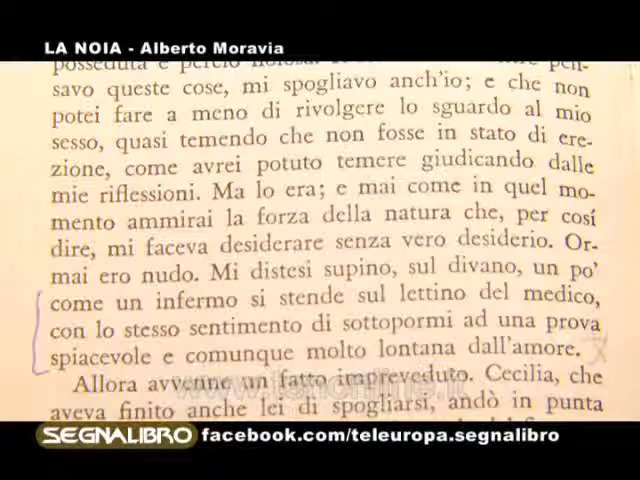 LA NOIA - Alberto Moravia
posseduta e perciò noiosa.
savo queste cose, mi spogliavo anch'io; e che non
potei fare a meno di rivolgere lo sguardo al mio
sesso, quasi temendo che non fosse in stato di ere-
zione, come avrei potuto temere giudicando dalle
mie riflessioni. Ma lo era; e mai come in quel mo-
mento ammirai la forza della natura che, per cosí
dire, mi faceva desiderare senza vero desiderio. Or-
mai ero nudo. Mi distesi supino, sul divano, un po'
come un infermo si stende sul lettino del medico,
con lo stesso sentimento di sottopormi ad una prova
spiacevole e comunque molto lontana dall'amore.
Allora avvenne un fatto impreveduto. Cecilia, che
aveva finito anche lei di spogliarsi, andò in punta
SEGNALIBRO facebook.com/teleuropa.segnalibro